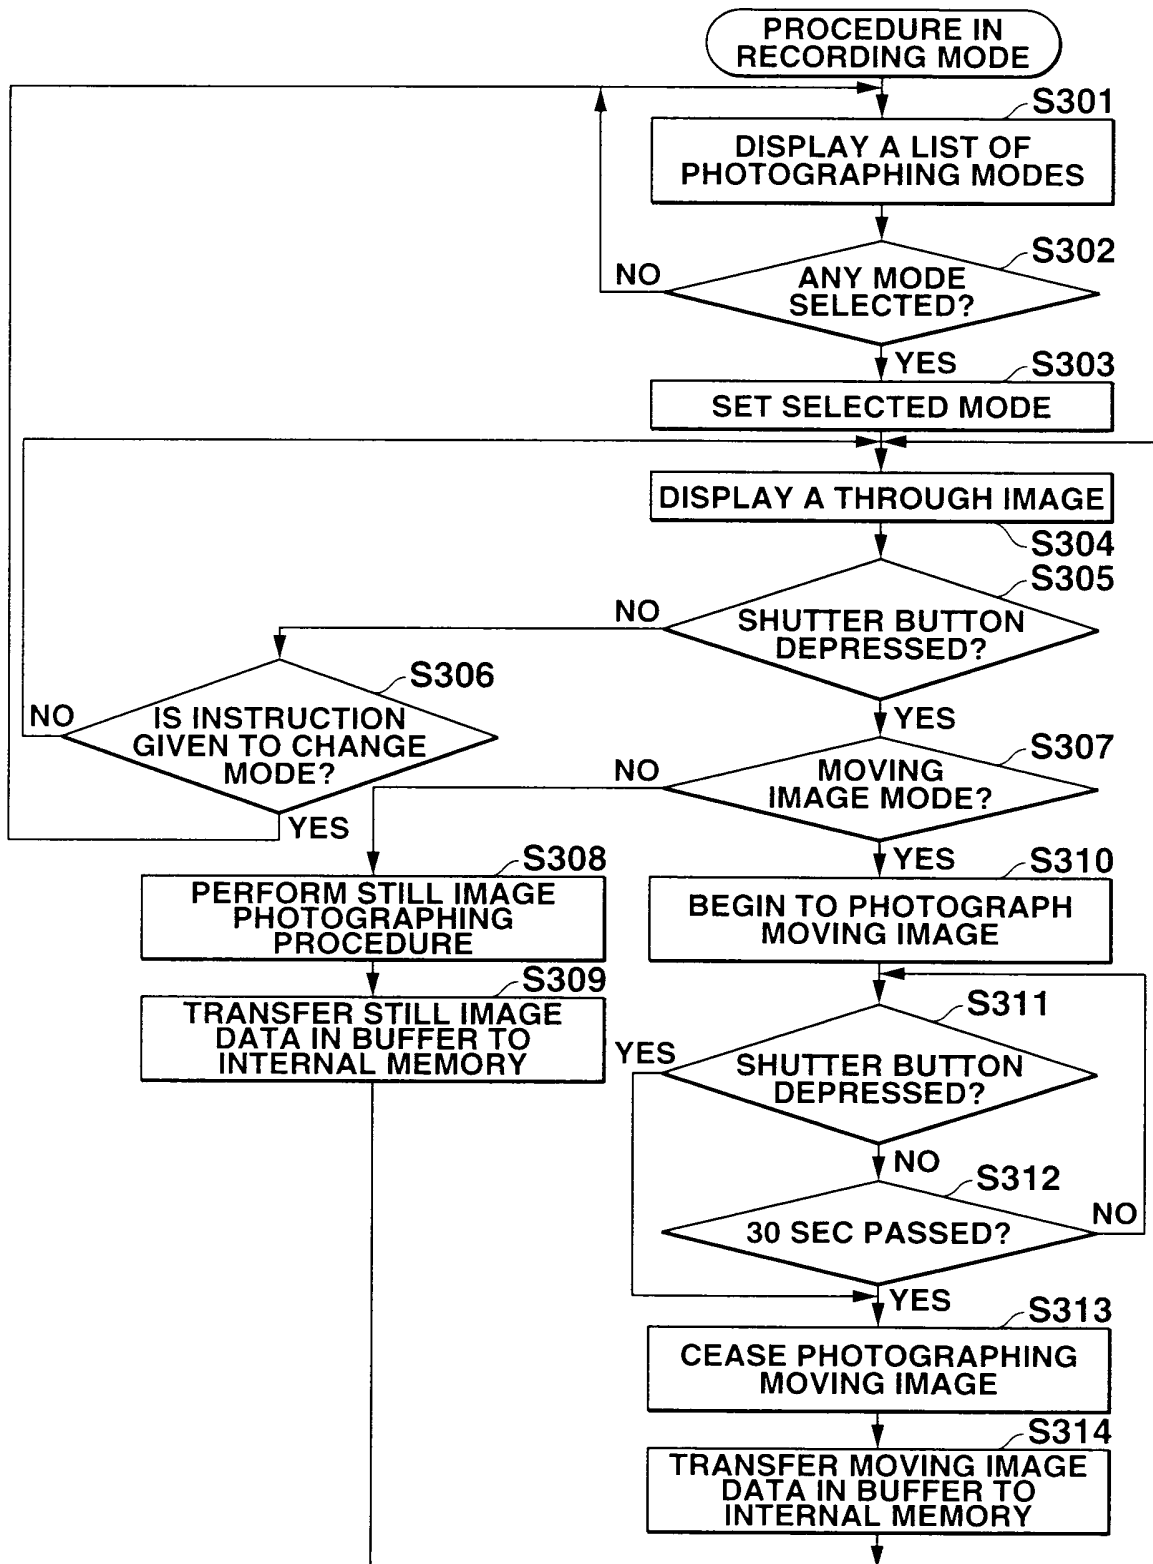 PROCEDURE IN
RECORDING MODE
S301
DISPLAY A LIST OF
PHOTOGRAPHING MODES
S302
NO
ANY MODE
SELECTED?
YES
S303
SET SELECTED MODE
DISPLAY A THROUGH IMAGE
S304
S305
NO
SHUTTER BUTTON
DEPRESSED?
S306
NO
IS INSTRUCTION
GIVEN TO CHANGE
MODE?
YES
YES
S307
NO
MOVING
IMAGE MODE?
YES
S308
PERFORM STILL IMAGE
PHOTOGRAPHING
PROCEDURE
S309
TRANSFER STILL IMAGE
DATA IN BUFFER TO
INTERNAL MEMORY
S310
BEGIN TO PHOTOGRAPH
MOVING IMAGE
S311
YES
SHUTTER BUTTON
DEPRESSED?
NO
S312
30 SEC PASSED?
NO
YES
S313
CEASE PHOTOGRAPHING
MOVING IMAGE
S314
TRANSFER MOVING IMAGE
DATA IN BUFFER TO
INTERNAL MEMORY